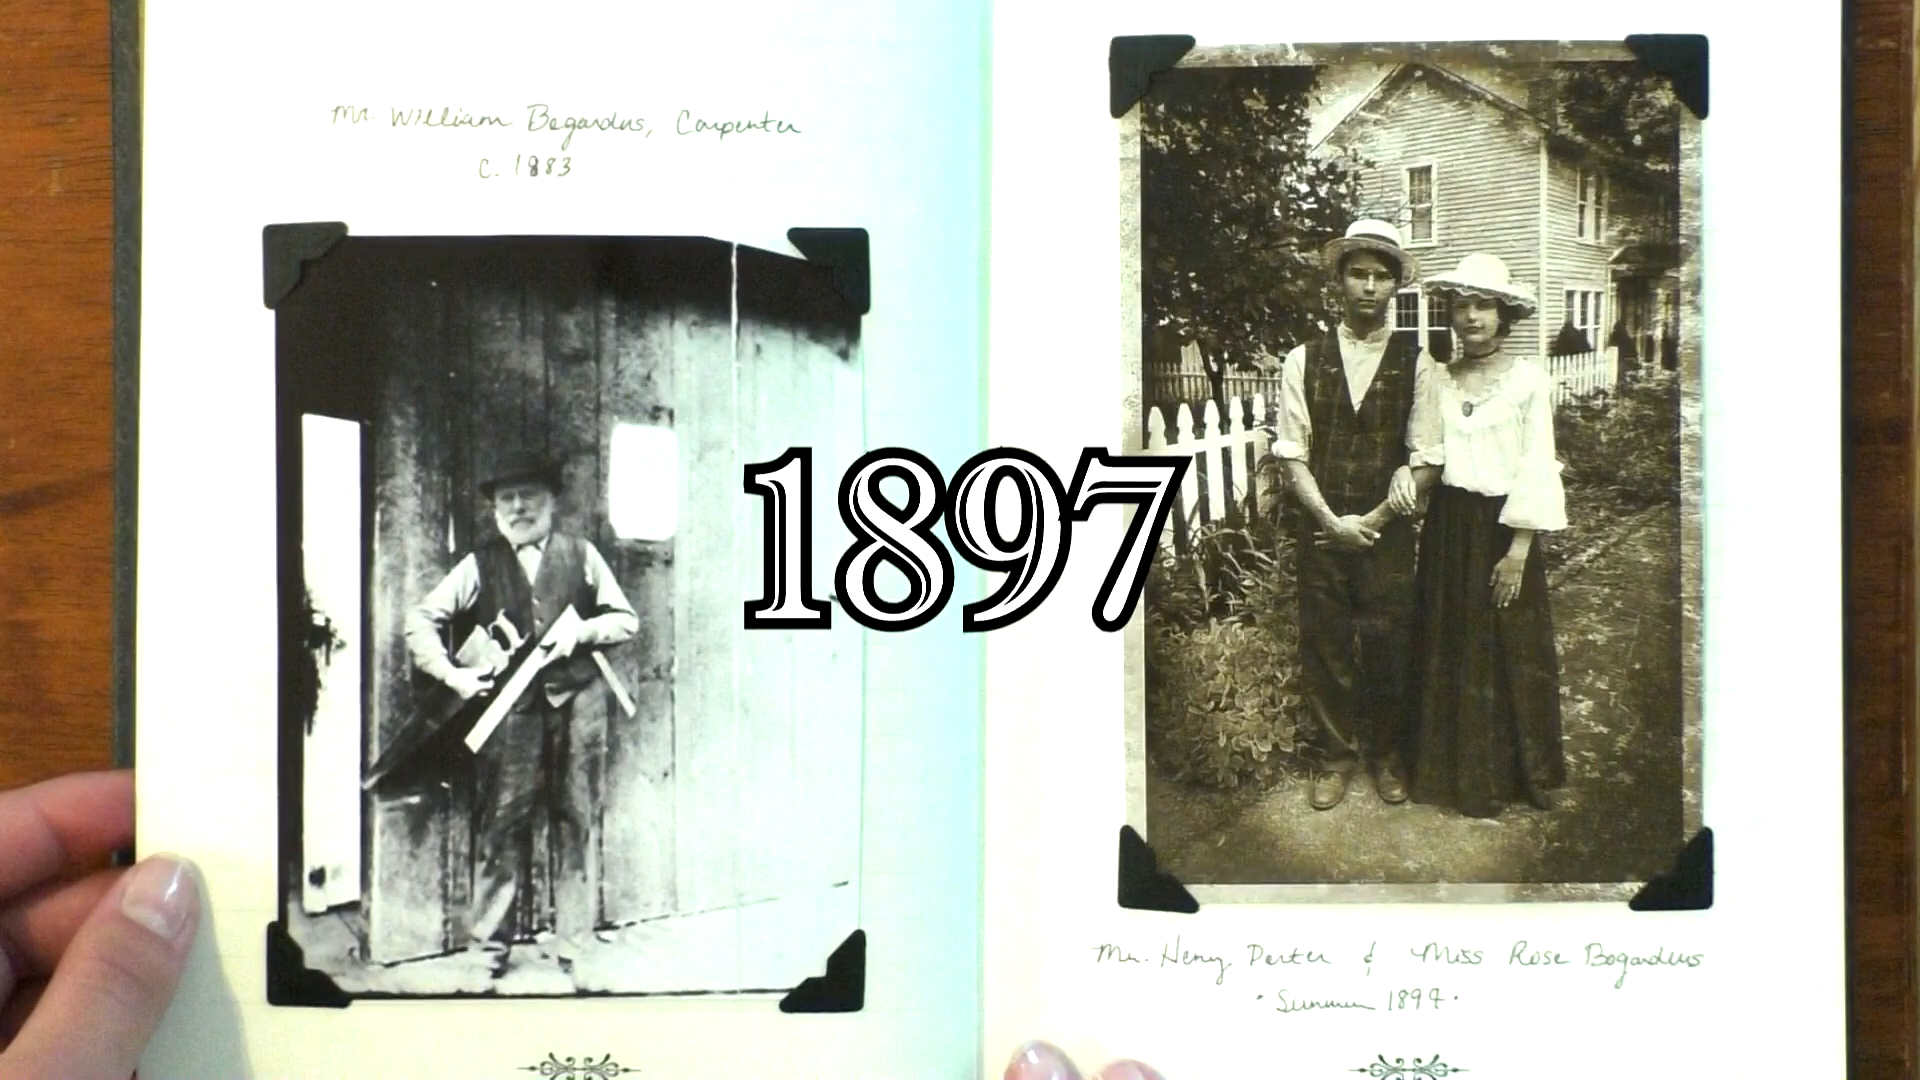 Mr. William Bogardus, Carpenter
c. 1883
1897
Mr. Henry Porter & Miss Rose Bogardus
· Summer 1897 ·